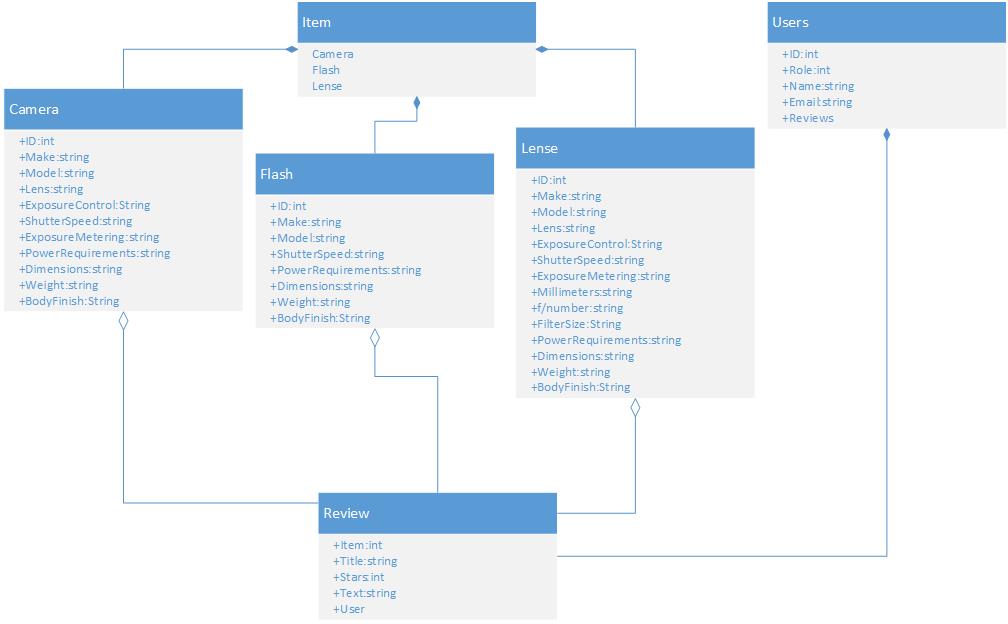 Item
Camera
Flash
Lense
Users
+ID:int
+Role:int
+Name:string
+Email:string
+Reviews
Camera
+ID:int
+Make:string
+Model:string
+Lens:string
+ExposureControl:String
+ShutterSpeed:string
+ExposureMetering:string
+PowerRequirements:string
+Dimensions:string
+Weight:string
+BodyFinish:String
Flash
+ID:int
+Make:string
+Model:string
+ShutterSpeed:string
+PowerRequirements:string
+Dimensions:string
+Weight:string
+BodyFinish:String
Lense
+ID:int
+Make:string
+Model:string
+Lens:string
+ExposureControl:String
+ShutterSpeed:string
+ExposureMetering:string
+Millimeters:string
+f/number:string
+FilterSize:String
+PowerRequirements:string
+Dimensions:string
+Weight:string
+BodyFinish:String
Review
+Item:int
+Title:string
+Stars:int
+Text:string
+User